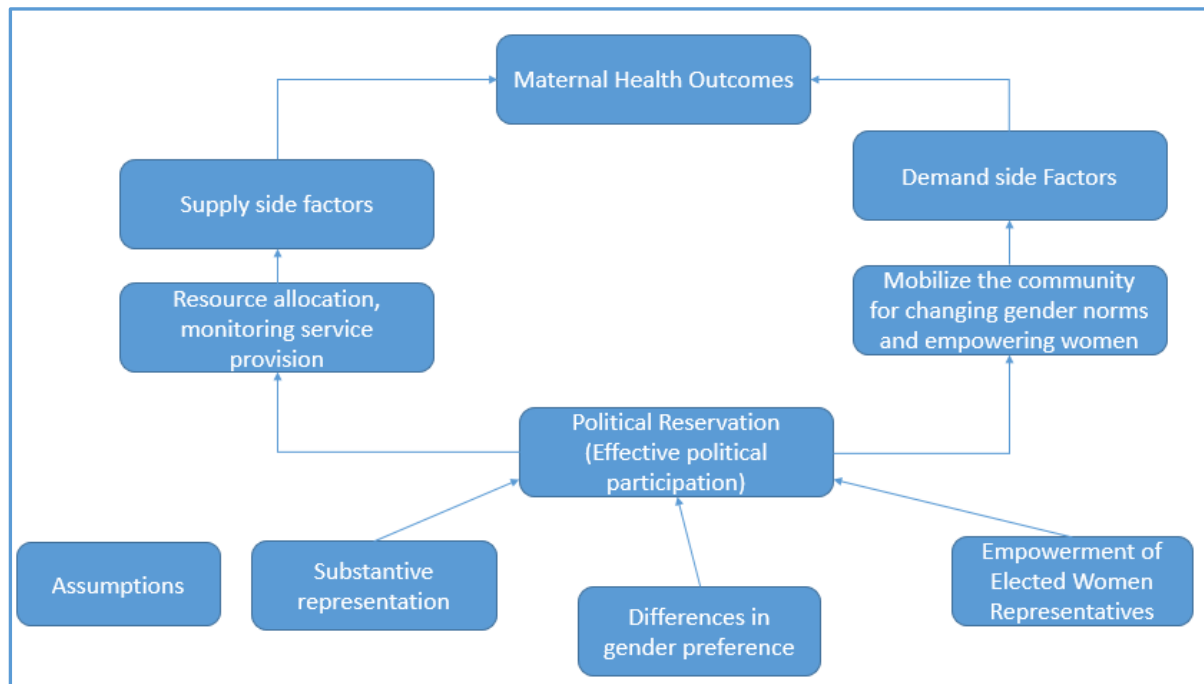 Maternal Health Outcomes
Supply side factors
Demand side Factors
Resource allocation,
monitoring service
provision
Mobilize the community
for changing gender norms
and empowering women
Political Reservation
(Effective political
participation)
Assumptions
Substantive
representation
Differences in
gender preference
Empowerment of
Elected Women
Representatives